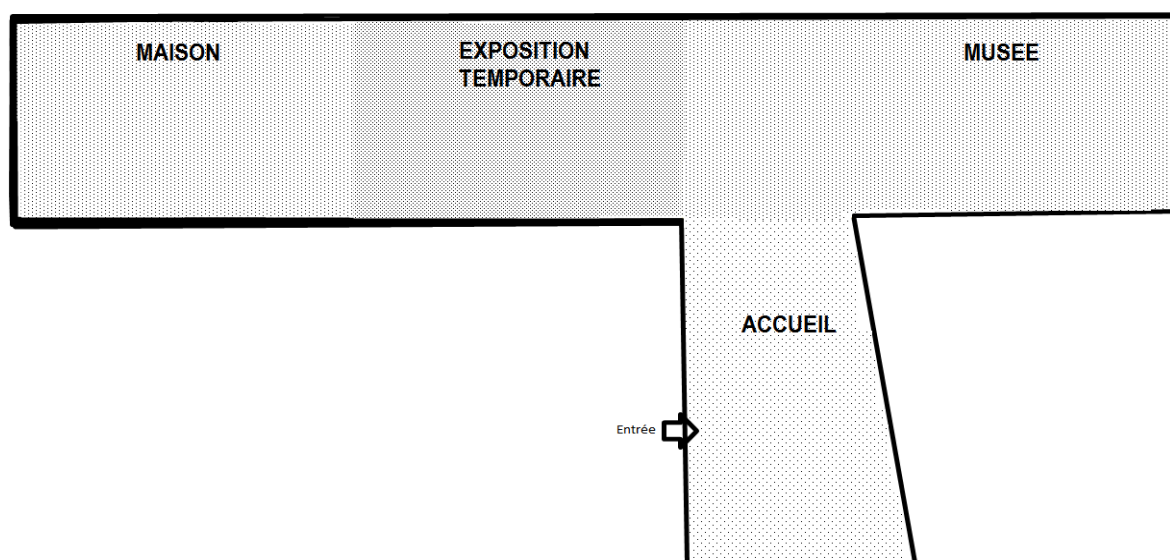 MAISON
EXPOSITION
TEMPORAIRE
MUSEE
ACCUEIL
Entrée